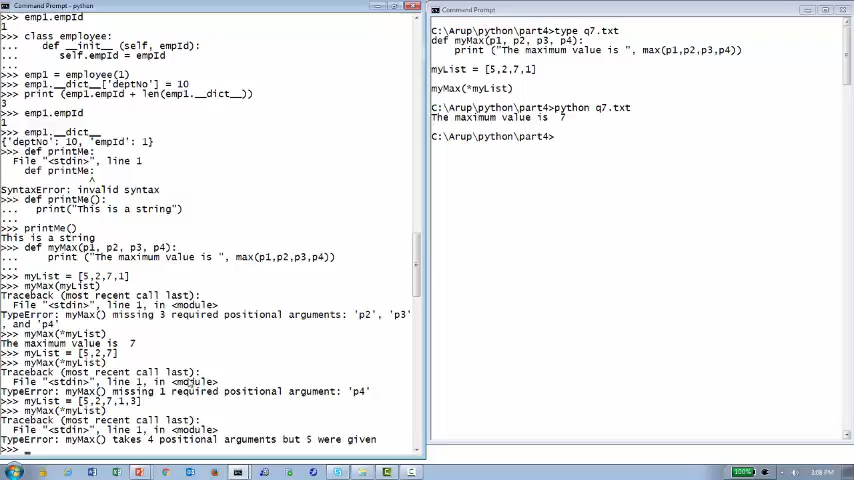 Command Prompt - python
>>> emp1.empId
1
>>> class employee:
...     def __init__ (self, empId):
...        self.empId = empId
...
>>> emp1 = employee(1)
>>> emp1.__dict__['deptNo'] = 10
>>> print (emp1.empId + len(emp1.__dict__))
3
>>> emp1.empId
1
>>> emp1.__dict__
{'deptNo': 10, 'empId': 1}
>>> def printMe:
  File "<stdin>", line 1
    def printMe:
               ^
SyntaxError: invalid syntax
>>> def printMe():
...    print("This is a string")
...
>>> printMe()
This is a string
>>> def myMax(p1, p2, p3, p4):
...    print ("The maximum value is ", max(p1,p2,p3,p4))
...
>>> myList = [5,2,7,1]
>>> myMax(myList)
Traceback (most recent call last):
  File "<stdin>", line 1, in <module>
TypeError: myMax() missing 3 required positional arguments: 'p2', 'p3'
, and 'p4'
>>> myMax(*myList)
The maximum value is  7
>>> myList = [5,2,7]
>>> myMax(*myList)
Traceback (most recent call last):
  File "<stdin>", line 1, in <module>
TypeError: myMax() missing 1 required positional argument: 'p4'
>>> myList = [5,2,7,1,3]
>>> myMax(*myList)
Traceback (most recent call last):
  File "<stdin>", line 1, in <module>
TypeError: myMax() takes 4 positional arguments but 5 were given
>>>
Command Prompt
C:\Arup\python\part4>type q7.txt
def myMax(p1, p2, p3, p4):
    print ("The maximum value is ", max(p1,p2,p3,p4))
myList = [5,2,7,1]
myMax(*myList)
C:\Arup\python\part4>python q7.txt
The maximum value is  7
C:\Arup\python\part4>
100%
3:08 PM